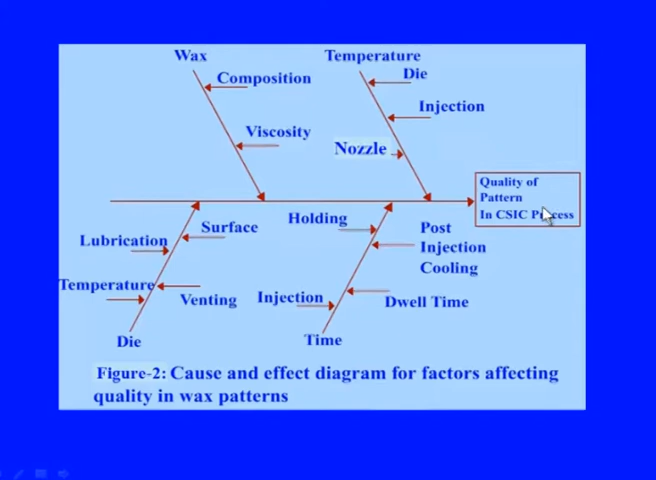 Wax
Temperature
Composition
Die
Injection
Viscosity
Nozzle
Quality of
Pattern
In CSIC Process
Holding
Post
Injection
Cooling
Surface
Lubrication
Temperature
Venting
Injection
Dwell Time
Die
Time
Figure-2: Cause and effect diagram for factors affecting
quality in wax patterns